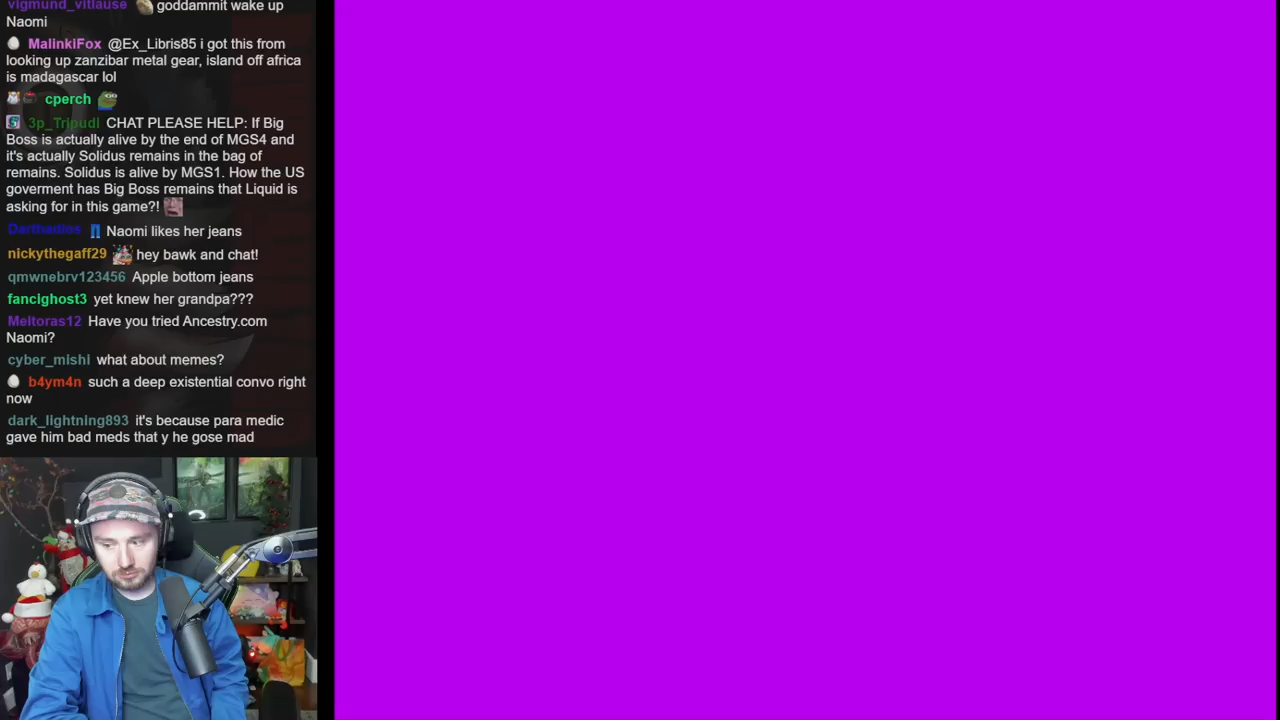 vigmund_vitlause goddammit wake up
Naomi
MalinkiFox @Ex_Libris85 i got this from
looking up zanzibar metal gear, island off africa
is madagascar lol
cperch
3p_Tripudl CHAT PLEASE HELP: If Big
Boss is actually alive by the end of MGS4 and
it's actually Solidus remains in the bag of
remains. Solidus is alive by MGS1. How the US
goverment has Big Boss remains that Liquid is
asking for in this game?!
Darthadios Naomi likes her jeans
nickythegaff29 hey bawk and chat!
qmwnebrv123456 Apple bottom jeans
fancighost3 yet knew her grandpa???
Meltoras12 Have you tried Ancestry.com
Naomi?
cyber_mishi what about memes?
b4ym4n such a deep existential convo right
now
dark_lightning893 it's because para medic
gave him bad meds that y he gose mad